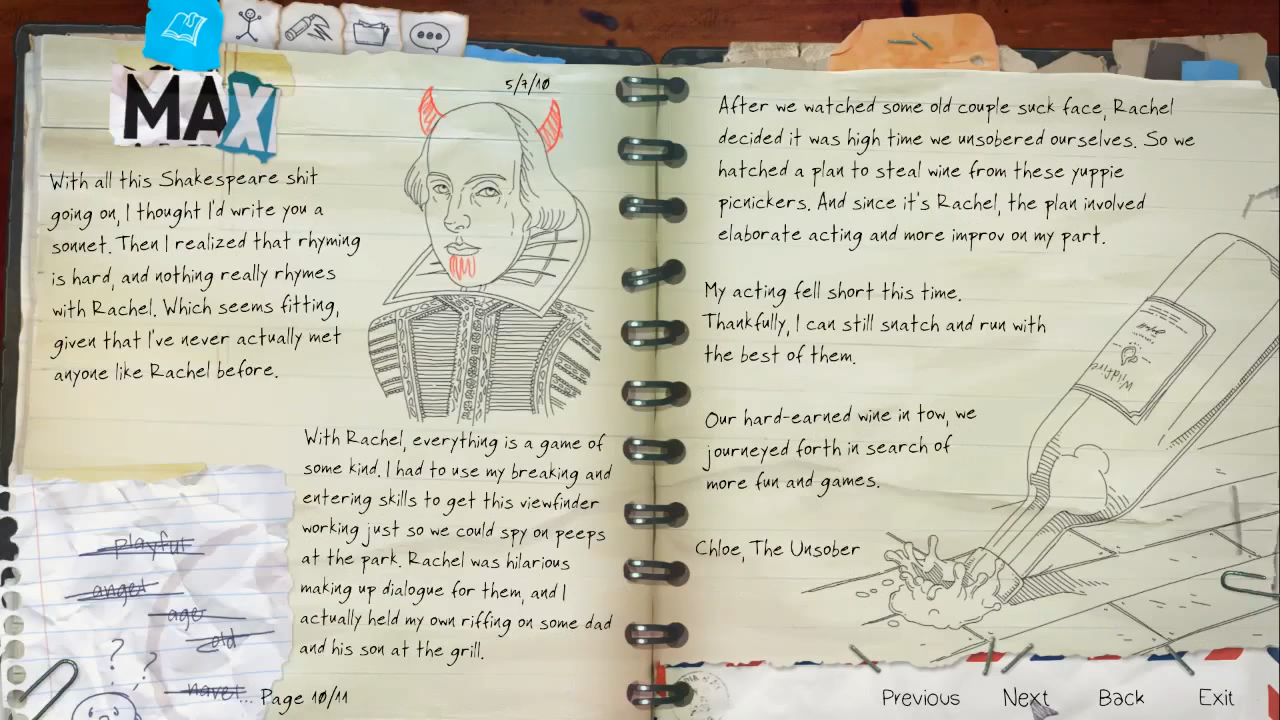 MAX
5/7/10
With all this Shakespeare shit
going on, I thought I'd write you a
sonnet. Then I realized that rhyming
is hard, and nothing really rhymes
with Rachel. Which seems fitting,
given that I've never actually met
anyone like Rachel before.
With Rachel, everything is a game of
some kind. I had to use my breaking and
entering skills to get this viewfinder
working just so we could spy on peeps
at the park. Rachel was hilarious
making up dialogue for them, and I
actually held my own riffing on some dad
and his son at the grill.
playful
angel
age
old
? ?
navel...
Page 10/11
After we watched some old couple suck face, Rachel
decided it was high time we unsobered ourselves. So we
hatched a plan to steal wine from these yuppie
picnickers. And since it's Rachel, the plan involved
elaborate acting and more improv on my part.
My acting fell short this time.
Thankfully, I can still snatch and run with
the best of them.
Our hard-earned wine in tow, we
journeyed forth in search of
more fun and games.
Chloe, The Unsober
Previous Next Back Exit